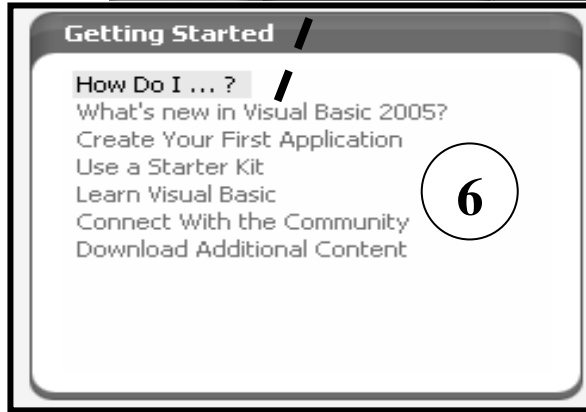 Getting Started
How Do I ... ?
What's new in Visual Basic 2005?
Create Your First Application
Use a Starter Kit
Learn Visual Basic
6
Connect With the Community
Download Additional Content